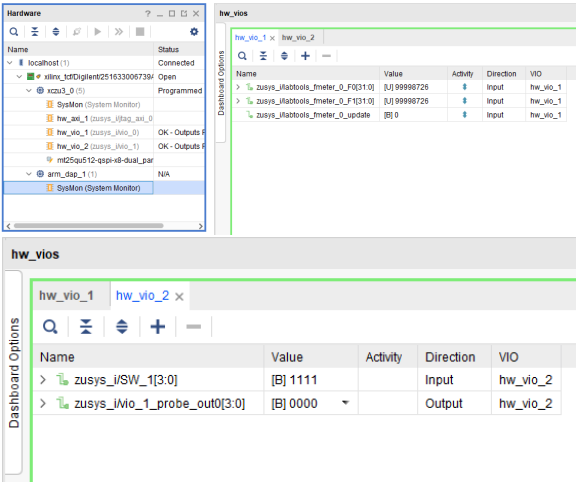 Hardware ? _ □ ×
Name Status
localhost (1) Connected
xilinx_tcf/Digilent/251633006739A Open
xczu3_0 (5) Programmed
SysMon (System Monitor)
hw_axi_1 (zusys_i/jtag_axi_0
hw_vio_1 (zusys_i/vio_0) OK - Outputs R
hw_vio_2 (zusys_i/vio_1) OK - Outputs R
mt25qu512-qspi-x8-dual_par
arm_dap_1 (1) N/A
SysMon (System Monitor)
hw_vios
Dashboard Options
hw_vio_1 × hw_vio_2
Name Value Activity Direction VIO
zusys_i/labtools_fmeter_0_F0[31:0] [U] 99998726 Input hw_vio_1
zusys_i/labtools_fmeter_0_F1[31:0] [U] 99998726 Input hw_vio_1
zusys_i/labtools_fmeter_0_update [B] 0 Input hw_vio_1
hw_vios
Dashboard Options
hw_vio_1 hw_vio_2 ×
Name Value Activity Direction VIO
zusys_i/SW_1[3:0] [B] 1111 Input hw_vio_2
zusys_i/vio_1_probe_out0[3:0] [B] 0000 Output hw_vio_2